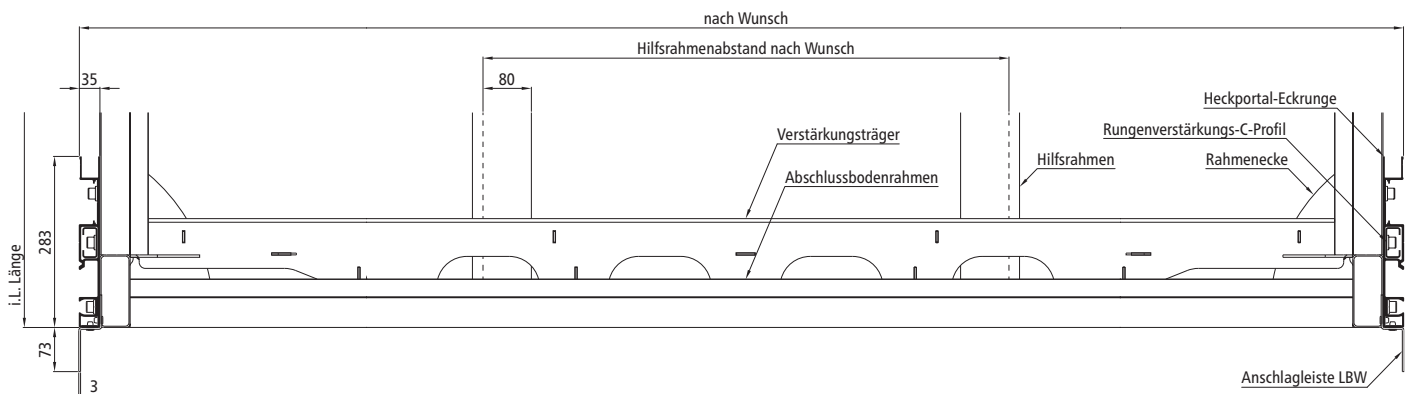 nach Wunsch
Hilfsrahmenabstand nach Wunsch
35
80
Heckportal-Eckrunge
Rungenverstärkungs-C-Profil
Verstärkungsträger
Hilfsrahmen
Rahmenecke
Abschlussbodenrahmen
283
i.L. Länge
73
3
Anschlagleiste LBW